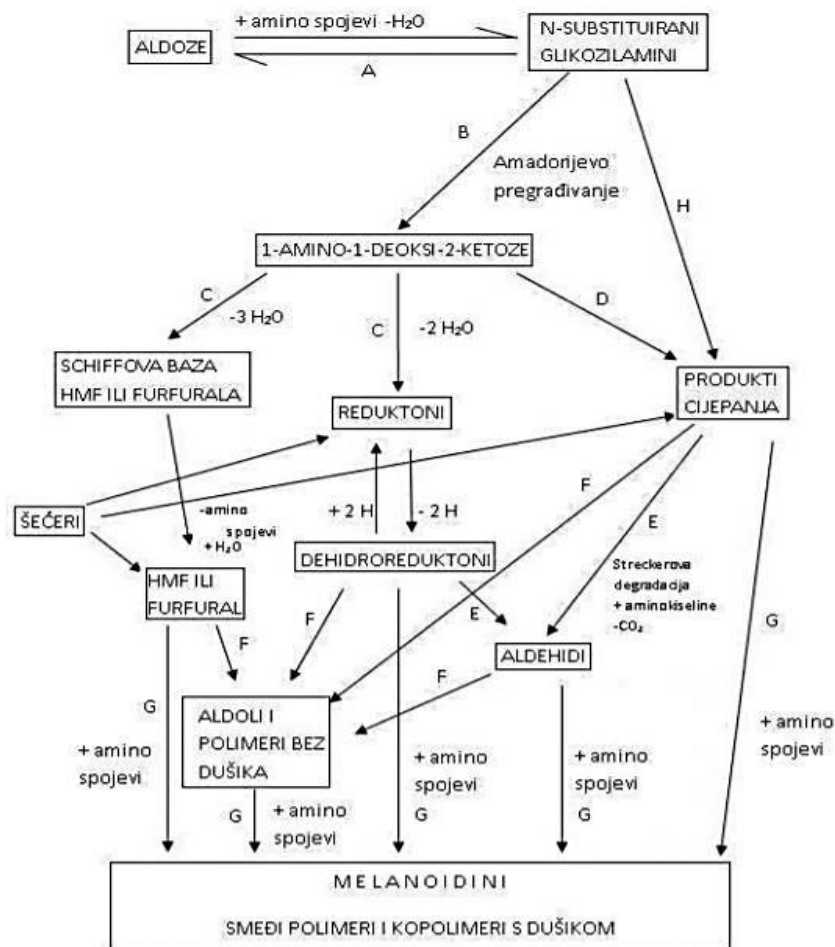 + amino spojevi -H₂O
ALDOZE
A
N-SUBSTITUIRANI
GLIKOZILAMINI
B
Amadorijevo
pregrađivanje
H
1-AMINO-1-DEOKSI-2-KETOZE
C
-3 H₂O
C
-2 H₂O
D
SCHIFFOVA BAZA
HMF ILI FURFURALA
REDUKTONI
PRODUKTI
CIJEPANJA
ŠEĆERI
-amino
spojevi
+H₂O
+ 2 H
- 2 H
F
E
HMF ILI
FURFURAL
DEHIDROREDUKTONI
Streckerova
degradacija
+ aminokiseline
-CO₂
F
F
E
ALDEHIDI
F
G
G
ALDOLI I
POLIMERI BEZ
DUŠIKA
+ amino
spojevi
G
+ amino
spojevi
+ amino
spojevi
G
+ amino
spojevi
G
+ amino
spojevi
MELANOIDINI
SMEĐI POLIMERI I KOPOLIMERI S DUŠIKOM